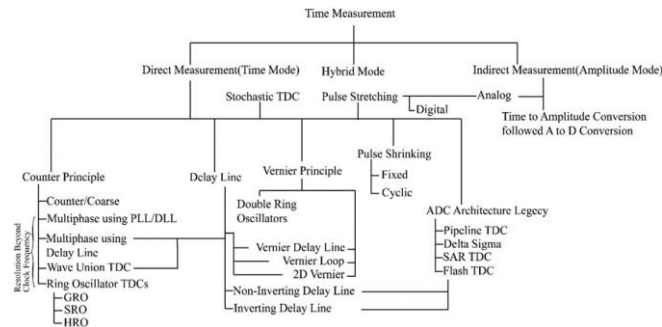 Time Measurement
Direct Measurement(Time Mode)
Hybrid Mode
Indirect Measurement(Amplitude Mode)
Stochastic TDC
Pulse Stretching
Analog
Digital
Time to Amplitude Conversion
followed A to D Conversion
Counter Principle
Delay Line
Vernier Principle
Pulse Shrinking
Fixed
Cyclic
Counter/Coarse
Multiphase using PLL/DLL
Multiphase using
Delay Line
Wave Union TDC
Ring Oscillator TDCs
GRO
SRO
HRO
Resolution Beyond
Clock Frequency
Double Ring
Oscillators
Vernier Delay Line
Vernier Loop
2D Vernier
Non-Inverting Delay Line
Inverting Delay Line
ADC Architecture Legecy
Pipeline TDC
Delta Sigma
SAR TDC
Flash TDC